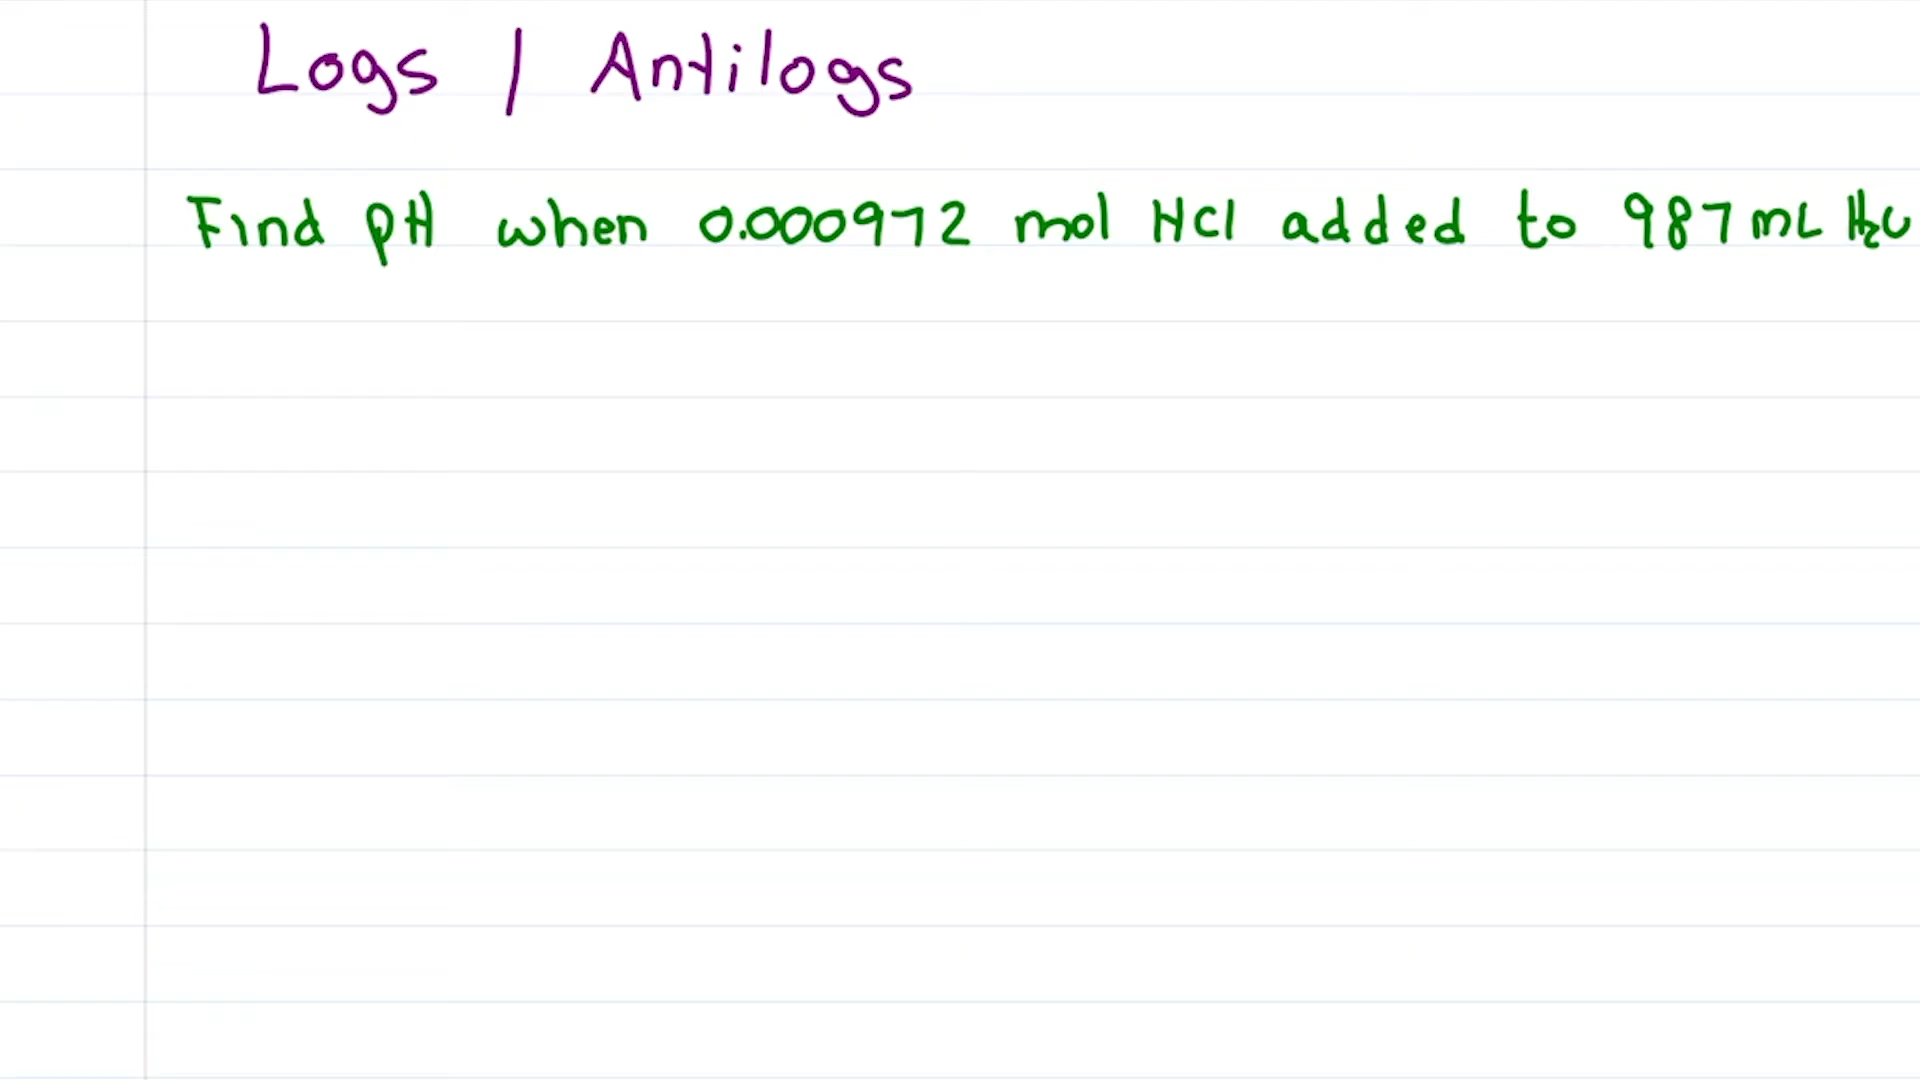 Logs / Antilogs
Find pH when 0.000972 mol HCl added to 987 mL H₂O